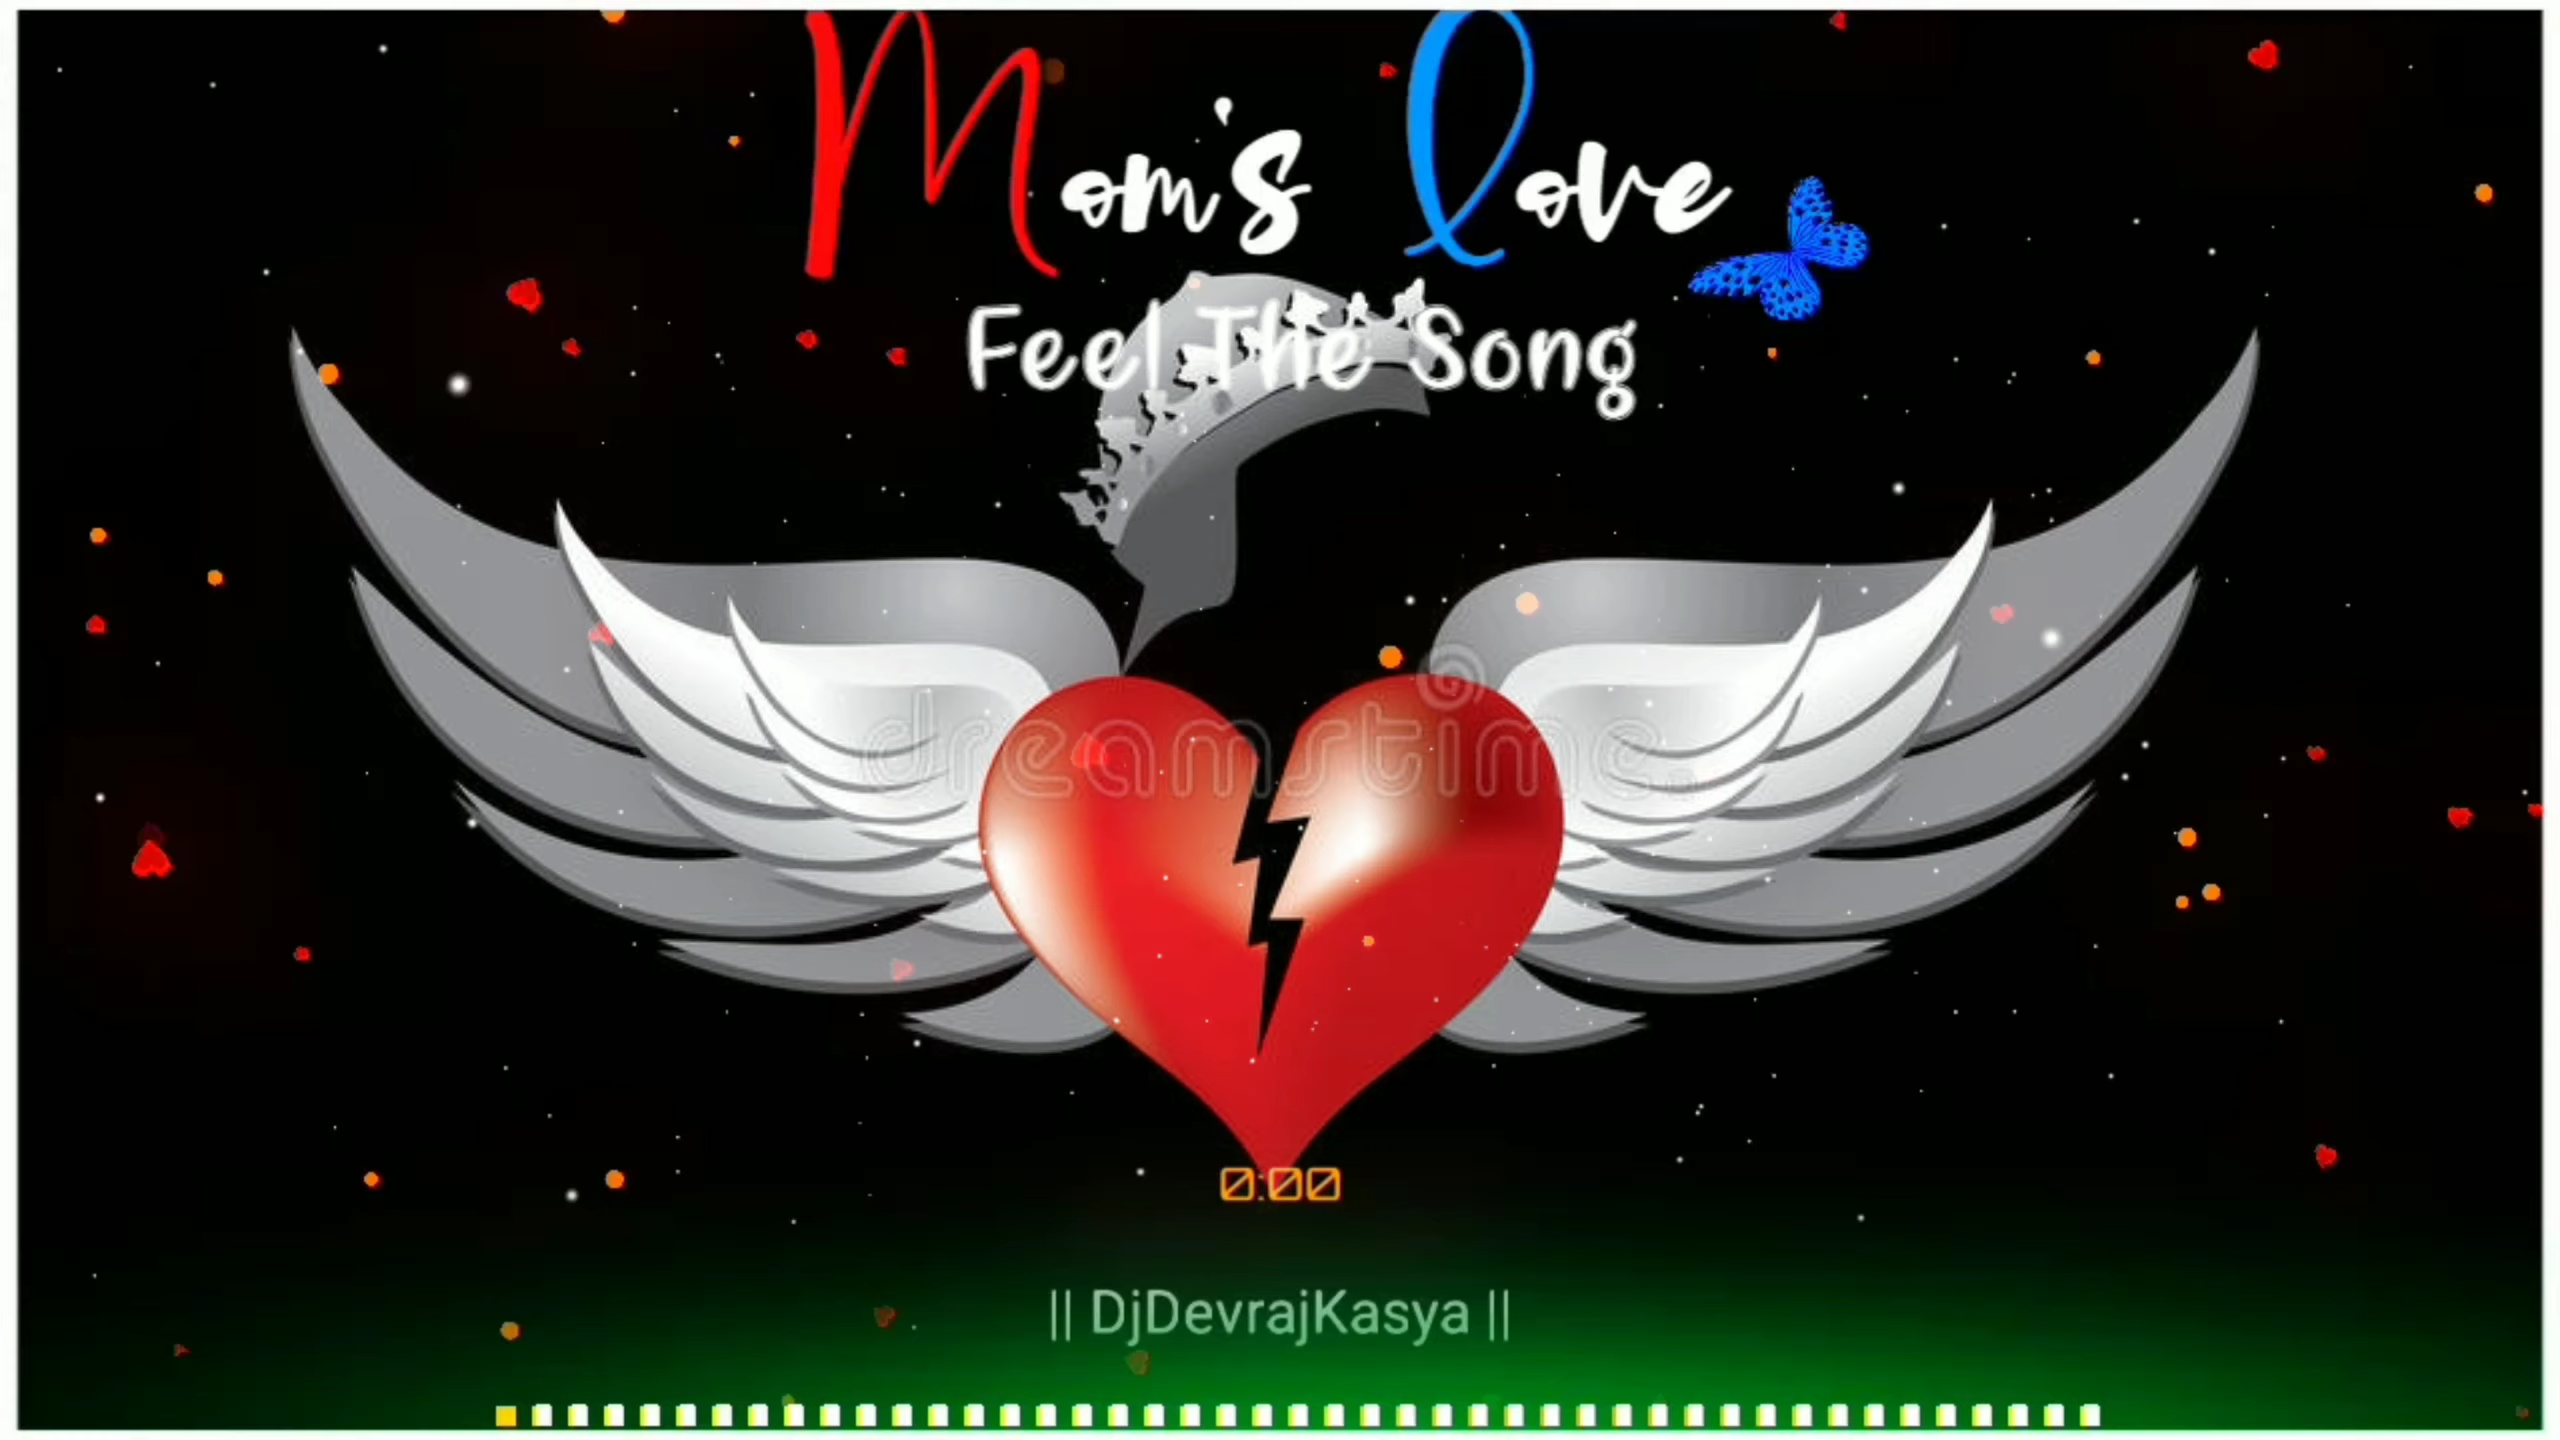 Mom's love
Feel The Song
dreamstime
0:00
|| DjDevrajKasya ||